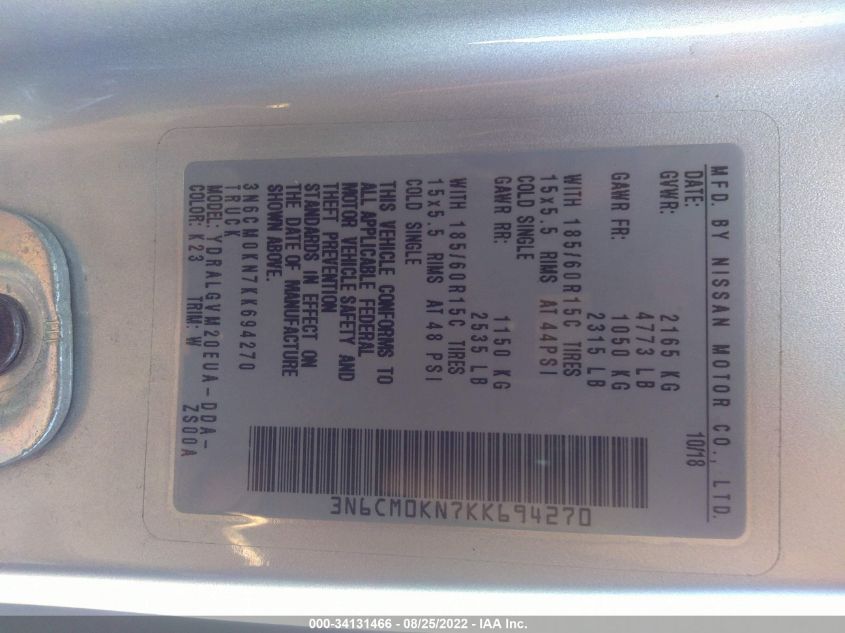 MFD. BY NISSAN MOTOR CO., LTD.
DATE: 10/18
GVWR: 2165 KG
4773 LB
GAWR FR: 1050 KG
2315 LB
WITH 185/60R15C TIRES
15x5.5 RIMS AT 44PSI
COLD SINGLE
GAWR RR: 1150 KG
2535 LB
WITH 185/60R15C TIRES
15x5.5 RIMS AT 48 PSI
COLD SINGLE
THIS VEHICLE CONFORMS TO
ALL APPLICABLE FEDERAL
MOTOR VEHICLE SAFETY AND
THEFT PREVENTION
STANDARDS IN EFFECT ON
THE DATE OF MANUFACTURE
SHOWN ABOVE.
3N6CM0KN7KK694270
TRUCK
MODEL: YDRALGVM20EUA-DDA-
ZS00A
COLOR: K23 TRIM: W
3N6CM0KN7KK694270
000-34131466 - 08/25/2022 - IAA Inc.